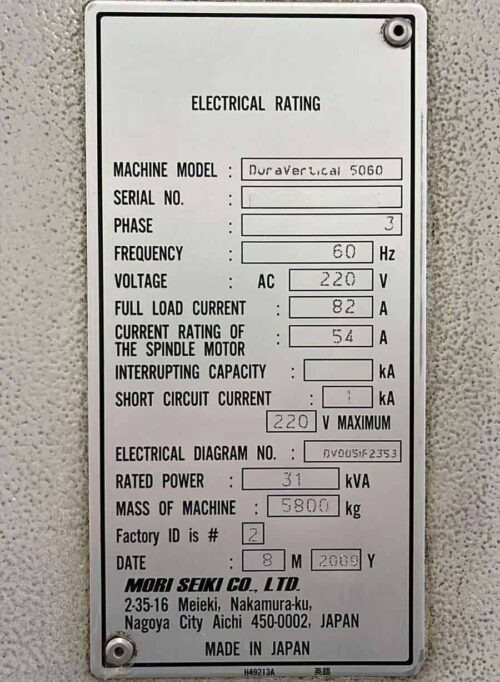 ELECTRICAL RATING
MACHINE MODEL : DuraVertical 5060
SERIAL NO. :
PHASE : 3
FREQUENCY : 60 Hz
VOLTAGE : AC 220 V
FULL LOAD CURRENT : 82 A
CURRENT RATING OF
THE SPINDLE MOTOR : 54 A
INTERRUPTING CAPACITY : kA
SHORT CIRCUIT CURRENT : 1 kA
220 V MAXIMUM
ELECTRICAL DIAGRAM NO. :
RATED POWER : 31 kVA
MASS OF MACHINE : 5800 kg
Factory ID is # 2
DATE : 8 M Y
MORI SEIKI CO., LTD.
2-35-16 Meieki, Nakamura-ku,
Nagoya City Aichi 450-0002, JAPAN
MADE IN JAPAN
H49213A 英語